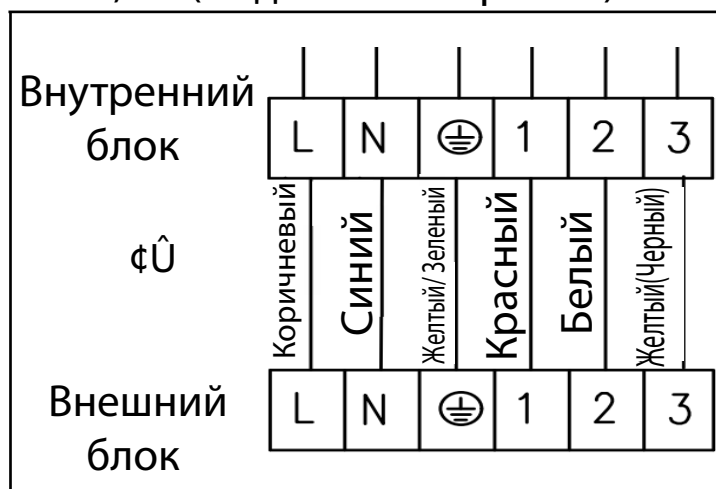 Внутренний
блок
L N 1 2 3
Коричневый
Синий
Желтый/ Зеленый
Красный
Белый
Желтый(Черный)
¢Û
Внешний
блок
L N 1 2 3